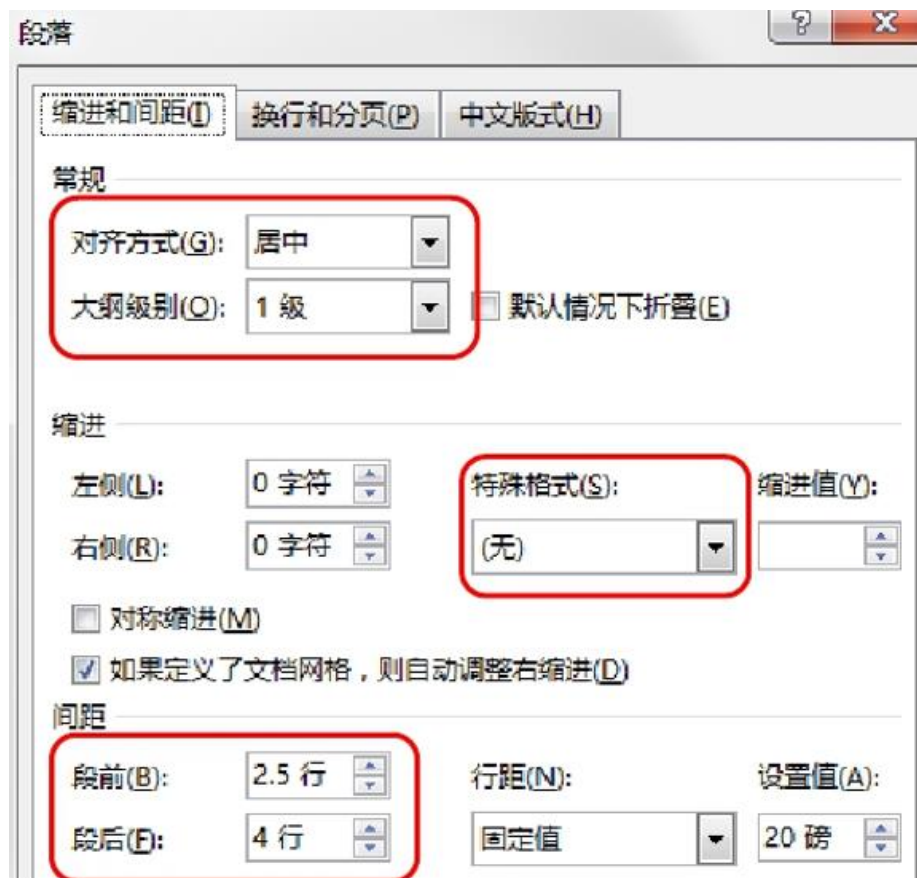 段落
缩进和间距(I) 换行和分页(P) 中文版式(H)
常规
对齐方式(G): 居中
大纲级别(O): 1 级 默认情况下折叠(E)
缩进
左侧(L): 0 字符 特殊格式(S): 缩进值(Y):
右侧(R): 0 字符 (无)
对称缩进(M)
如果定义了文档网格，则自动调整右缩进(D)
间距
段前(B): 2.5 行 行距(N): 设置值(A):
段后(F): 4 行 固定值 20 磅